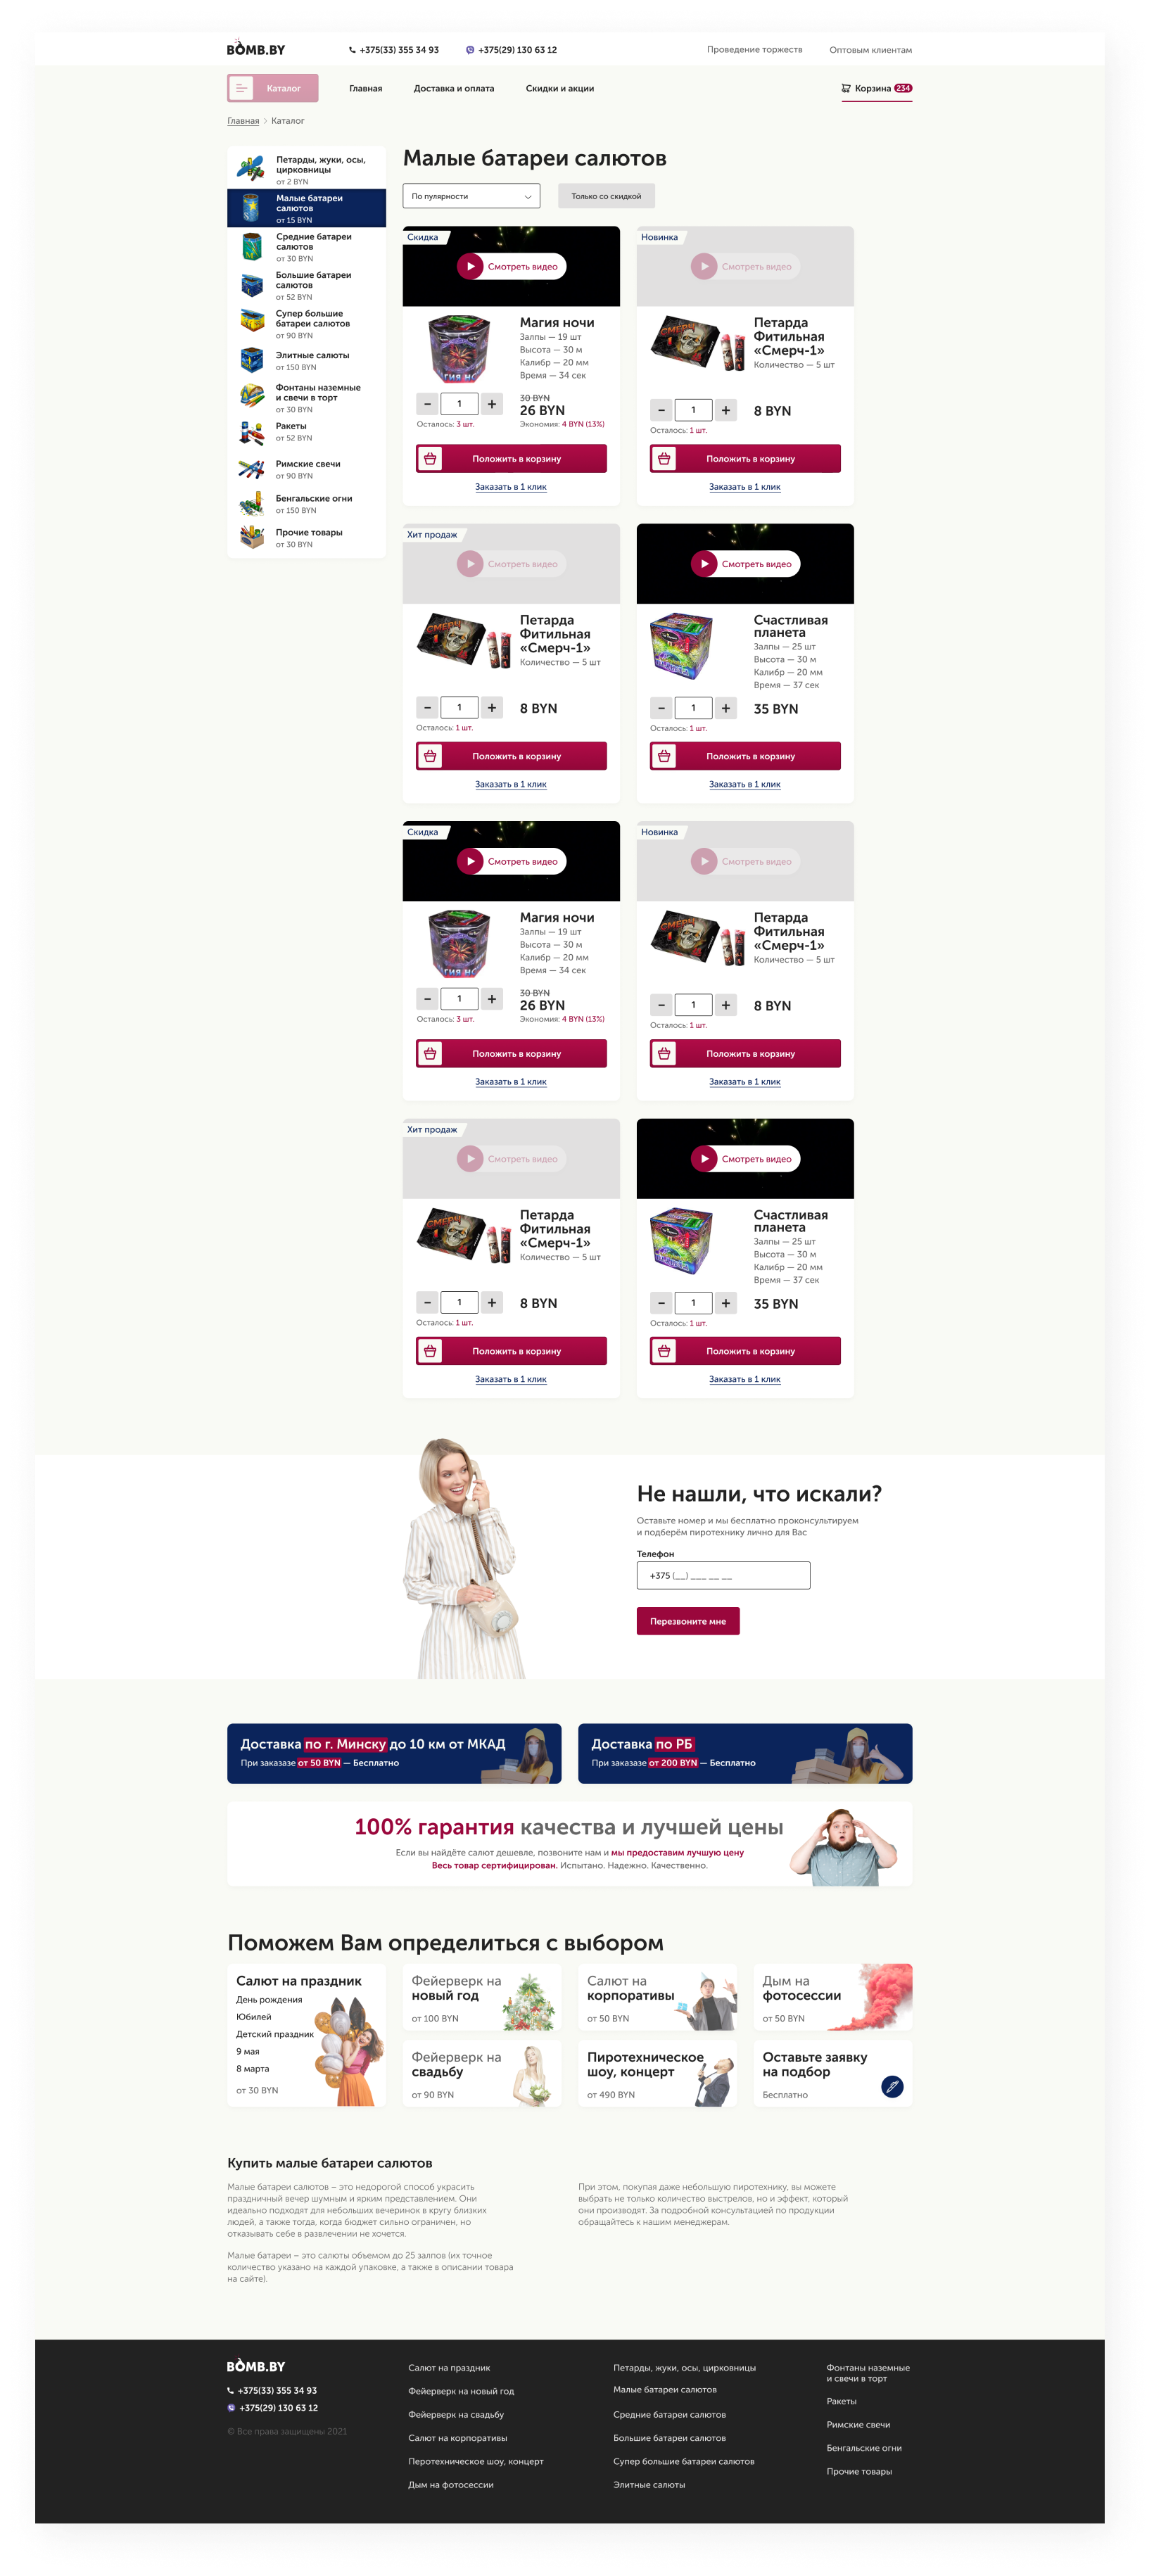 BOMB.BY
+375(33) 355 34 93
+375(29) 130 63 12
Проведение торжеств
Оптовым клиентам
Каталог
Главная
Доставка и оплата
Скидки и акции
Корзина 234
Главная > Каталог
Петарды, жуки, осы,
цирковницы
от 2 BYN
Малые батареи
салютов
от 15 BYN
Средние батареи
салютов
от 30 BYN
Большие батареи
салютов
от 52 BYN
Супер большие
батареи салютов
от 90 BYN
Элитные салюты
от 150 BYN
Фонтаны наземные
и свечи в торт
от 30 BYN
Ракеты
от 52 BYN
Римские свечи
от 90 BYN
Бенгальские огни
от 150 BYN
Прочие товары
от 30 BYN
Малые батареи салютов
По пулярности
Только со скидкой
Скидка
Смотреть видео
Магия ночи
Залпы — 19 шт
Высота — 30 м
Калибр — 20 мм
Время — 34 сек
- 1 +
30 BYN
26 BYN
Осталось: 3 шт.
Экономия: 4 BYN (13%)
Положить в корзину
Заказать в 1 клик
Новинка
Смотреть видео
СМЕРЧ
Петарда
Фитильная
«Смерч-1»
Количество — 5 шт
- 1 +
8 BYN
Осталось: 1 шт.
Положить в корзину
Заказать в 1 клик
Хит продаж
Смотреть видео
СМЕРЧ
Петарда
Фитильная
«Смерч-1»
Количество — 5 шт
- 1 +
8 BYN
Осталось: 1 шт.
Положить в корзину
Заказать в 1 клик
Смотреть видео
Счастливая
планета
Залпы — 25 шт
Высота — 30 м
Калибр — 20 мм
Время — 37 сек
- 1 +
35 BYN
Осталось: 1 шт.
Положить в корзину
Заказать в 1 клик
Скидка
Смотреть видео
Магия ночи
Залпы — 19 шт
Высота — 30 м
Калибр — 20 мм
Время — 34 сек
- 1 +
30 BYN
26 BYN
Осталось: 3 шт.
Экономия: 4 BYN (13%)
Положить в корзину
Заказать в 1 клик
Новинка
Смотреть видео
СМЕРЧ
Петарда
Фитильная
«Смерч-1»
Количество — 5 шт
- 1 +
8 BYN
Осталось: 1 шт.
Положить в корзину
Заказать в 1 клик
Хит продаж
Смотреть видео
СМЕРЧ
Петарда
Фитильная
«Смерч-1»
Количество — 5 шт
- 1 +
8 BYN
Осталось: 1 шт.
Положить в корзину
Заказать в 1 клик
Смотреть видео
Счастливая
планета
Залпы — 25 шт
Высота — 30 м
Калибр — 20 мм
Время — 37 сек
- 1 +
35 BYN
Осталось: 1 шт.
Положить в корзину
Заказать в 1 клик
Не нашли, что искали?
Оставьте номер и мы бесплатно проконсультируем
и подберём пиротехнику лично для Вас
Телефон
+375 (__) ___ __ __
Перезвоните мне
Доставка по г. Минску до 10 км от МКАД
При заказазе от 50 BYN — Бесплатно
Доставка по РБ
При заказазе от 200 BYN — Бесплатно
100% гарантия качества и лучшей цены
Если вы найдёте салют дешевле, позвоните нам и мы предоставим лучшую цену
Весь товар сертифицирован. Испытано. Надежно. Качественно.
Поможем Вам определиться с выбором
Салют на праздник
День рождения
Юбилей
Детский праздник
9 мая
8 марта
от 30 BYN
Фейерверк на
новый год
от 100 BYN
Салют на
корпоративы
от 50 BYN
Дым на
фотосессии
от 50 BYN
Фейерверк на
свадьбу
от 90 BYN
Пиротехническое
шоу, концерт
от 490 BYN
Оставьте заявку
на подбор
Бесплатно
Купить малые батареи салютов
Малые батареи салютов – это недорогой способ украсить
праздничный вечер шумным и ярким представлением. Они
идеально подходят для небольших вечеринок в кругу близких
людей, а также тогда, когда бюджет сильно ограничен, но
отказывать себе в развлечении не хочется.
Малые батареи – это салюты объемом до 25 залпов (их точное
количество указано на каждой упаковке, а также в описании товара
на сайте).
При этом, покупая даже небольшую пиротехнику, вы можете
выбрать не только количество выстрелов, но и эффект, который
они производят. За подробной консультацией по продукции
обращайтесь к нашим менеджерам.
BOMB.BY
+375(33) 355 34 93
+375(29) 130 63 12
© Все права защищены 2021
Салют на праздник
Фейерверк на новый год
Фейерверк на свадьбу
Салют на корпоративы
Перотехническое шоу, концерт
Дым на фотосессии
Петарды, жуки, осы, цирковницы
Малые батареи салютов
Средние батареи салютов
Большие батареи салютов
Супер большие батареи салютов
Элитные салюты
Фонтаны наземные
и свечи в торт
Ракеты
Римские свечи
Бенгальские огни
Прочие товары